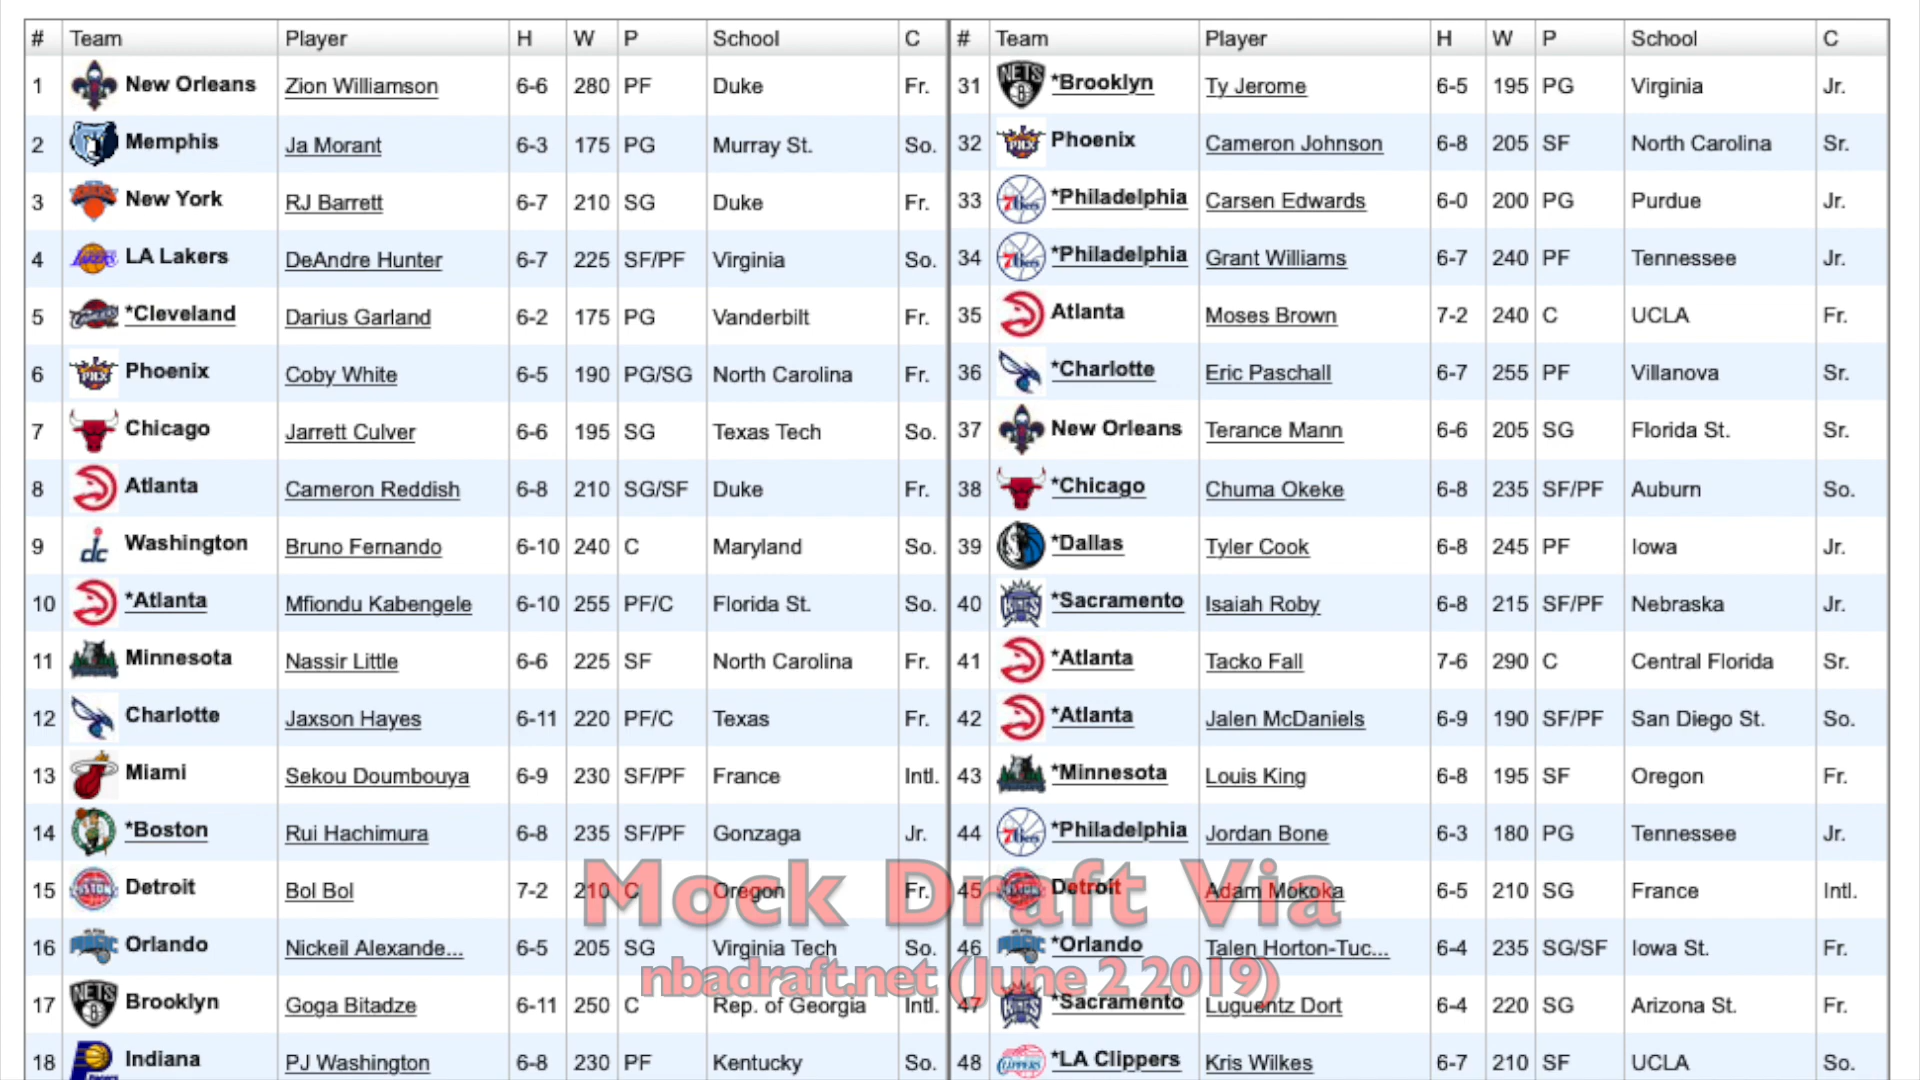 # Team Player H W P School C # Team Player H W P School C
1 New Orleans Zion Williamson 6-6 280 PF Duke Fr. 31 *Brooklyn Ty Jerome 6-5 195 PG Virginia Jr.
2 Memphis Ja Morant 6-3 175 PG Murray St. So. 32 Phoenix Cameron Johnson 6-8 205 SF North Carolina Sr.
3 New York RJ Barrett 6-7 210 SG Duke Fr. 33 *Philadelphia Carsen Edwards 6-0 200 PG Purdue Jr.
4 LA Lakers DeAndre Hunter 6-7 225 SF/PF Virginia So. 34 *Philadelphia Grant Williams 6-7 240 PF Tennessee Jr.
5 *Cleveland Darius Garland 6-2 175 PG Vanderbilt Fr. 35 Atlanta Moses Brown 7-2 240 C UCLA Fr.
6 Phoenix Coby White 6-5 190 PG/SG North Carolina Fr. 36 *Charlotte Eric Paschall 6-7 255 PF Villanova Sr.
7 Chicago Jarrett Culver 6-6 195 SG Texas Tech So. 37 New Orleans Terance Mann 6-6 205 SG Florida St. Sr.
8 Atlanta Cameron Reddish 6-8 210 SG/SF Duke Fr. 38 *Chicago Chuma Okeke 6-8 235 SF/PF Auburn So.
9 Washington Bruno Fernando 6-10 240 C Maryland So. 39 *Dallas Tyler Cook 6-8 245 PF Iowa Jr.
10 *Atlanta Mfiondu Kabengele 6-10 255 PF/C Florida St. So. 40 *Sacramento Isaiah Roby 6-8 215 SF/PF Nebraska Jr.
11 Minnesota Nassir Little 6-6 225 SF North Carolina Fr. 41 *Atlanta Tacko Fall 7-6 290 C Central Florida Sr.
12 Charlotte Jaxson Hayes 6-11 220 PF/C Texas Fr. 42 *Atlanta Jalen McDaniels 6-9 190 SF/PF San Diego St. So.
13 Miami Sekou Doumbouya 6-9 230 SF/PF France Intl. 43 *Minnesota Louis King 6-8 195 SF Oregon Fr.
14 *Boston Rui Hachimura 6-8 235 SF/PF Gonzaga Jr. 44 *Philadelphia Jordan Bone 6-3 180 PG Tennessee Jr.
15 Detroit Bol Bol 7-2 210 C Oregon Fr. 45 Detroit Adam Mokoka 6-5 210 SG France Intl.
Mock Draft Via
16 Orlando Nickeil Alexande... 6-5 205 SG Virginia Tech So. 46 *Orlando Talen Horton-Tuc... 6-4 235 SG/SF Iowa St. Fr.
nbadraft.net (June 2 2019)
17 Brooklyn Goga Bitadze 6-11 250 C Rep. of Georgia Intl. 47 *Sacramento Luguentz Dort 6-4 220 SG Arizona St. Fr.
18 Indiana PJ Washington 6-8 230 PF Kentucky So. 48 *LA Clippers Kris Wilkes 6-7 210 SF UCLA So.